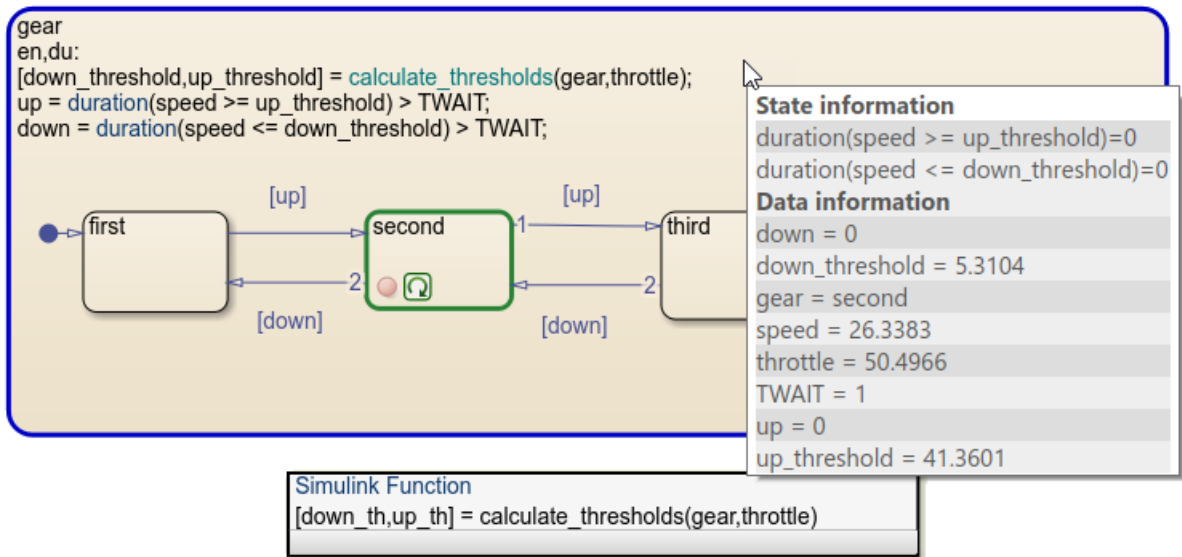 gear
en,du:
[down_threshold,up_threshold] = calculate_thresholds(gear,throttle);
up = duration(speed >= up_threshold) > TWAIT;
down = duration(speed <= down_threshold) > TWAIT;
[up]
[up]
first
second
1
third
2
2
[down]
[down]
State information
duration(speed >= up_threshold)=0
duration(speed <= down_threshold)=0
Data information
down = 0
down_threshold = 5.3104
gear = second
speed = 26.3383
throttle = 50.4966
TWAIT = 1
up = 0
up_threshold = 41.3601
Simulink Function
[down_th,up_th] = calculate_thresholds(gear,throttle)